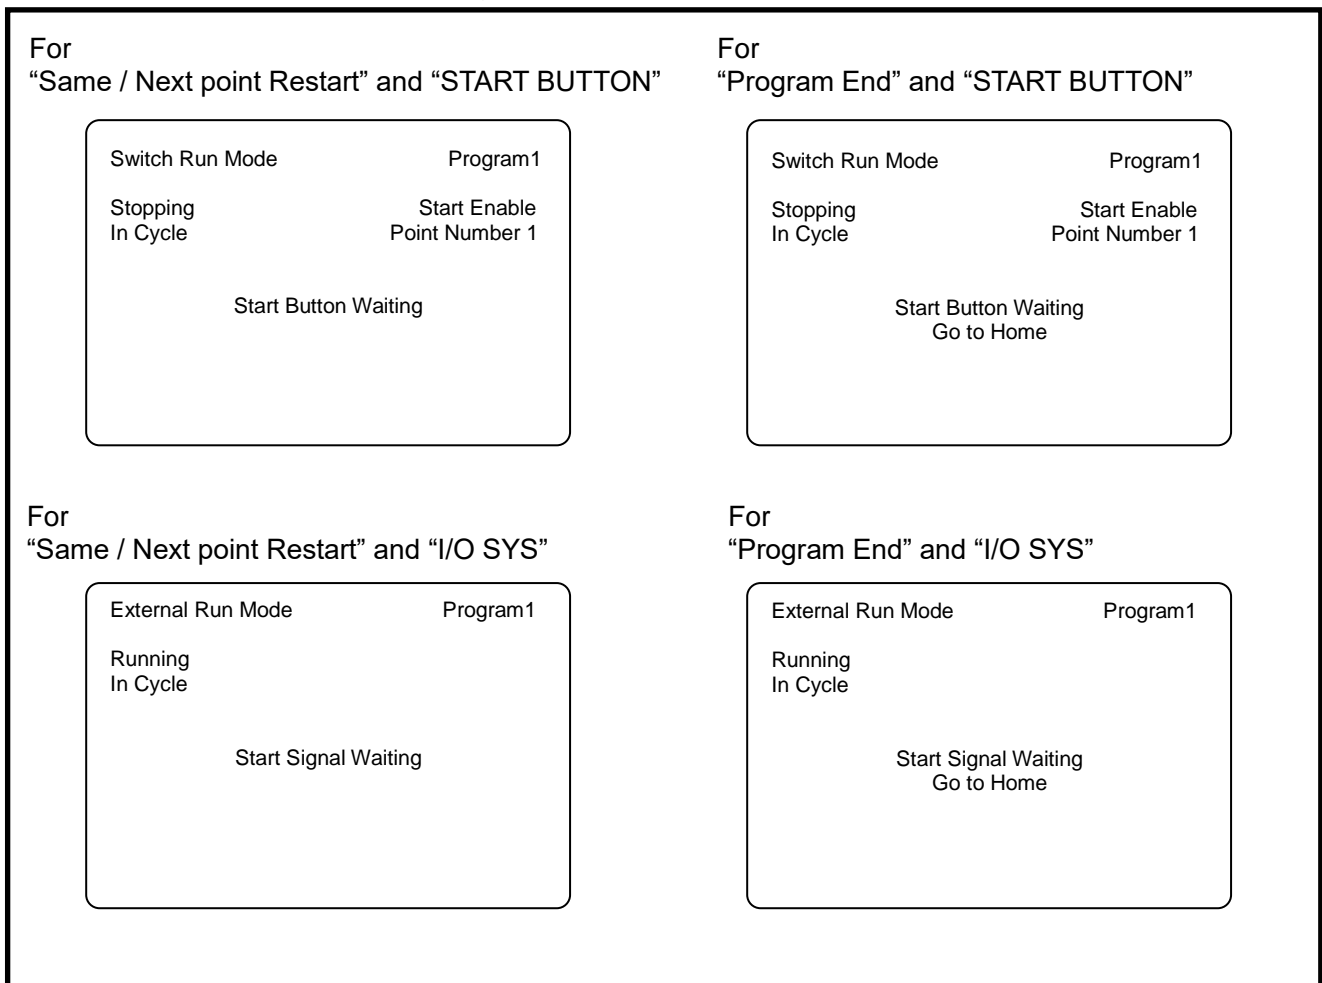 For
“Same / Next point Restart” and “START BUTTON”
Switch Run Mode Program1
Stopping Start Enable
In Cycle Point Number 1
Start Button Waiting
For
“Program End” and “START BUTTON”
Switch Run Mode Program1
Stopping Start Enable
In Cycle Point Number 1
Start Button Waiting
Go to Home
For
“Same / Next point Restart” and “I/O SYS”
External Run Mode Program1
Running
In Cycle
Start Signal Waiting
For
“Program End” and “I/O SYS”
External Run Mode Program1
Running
In Cycle
Start Signal Waiting
Go to Home